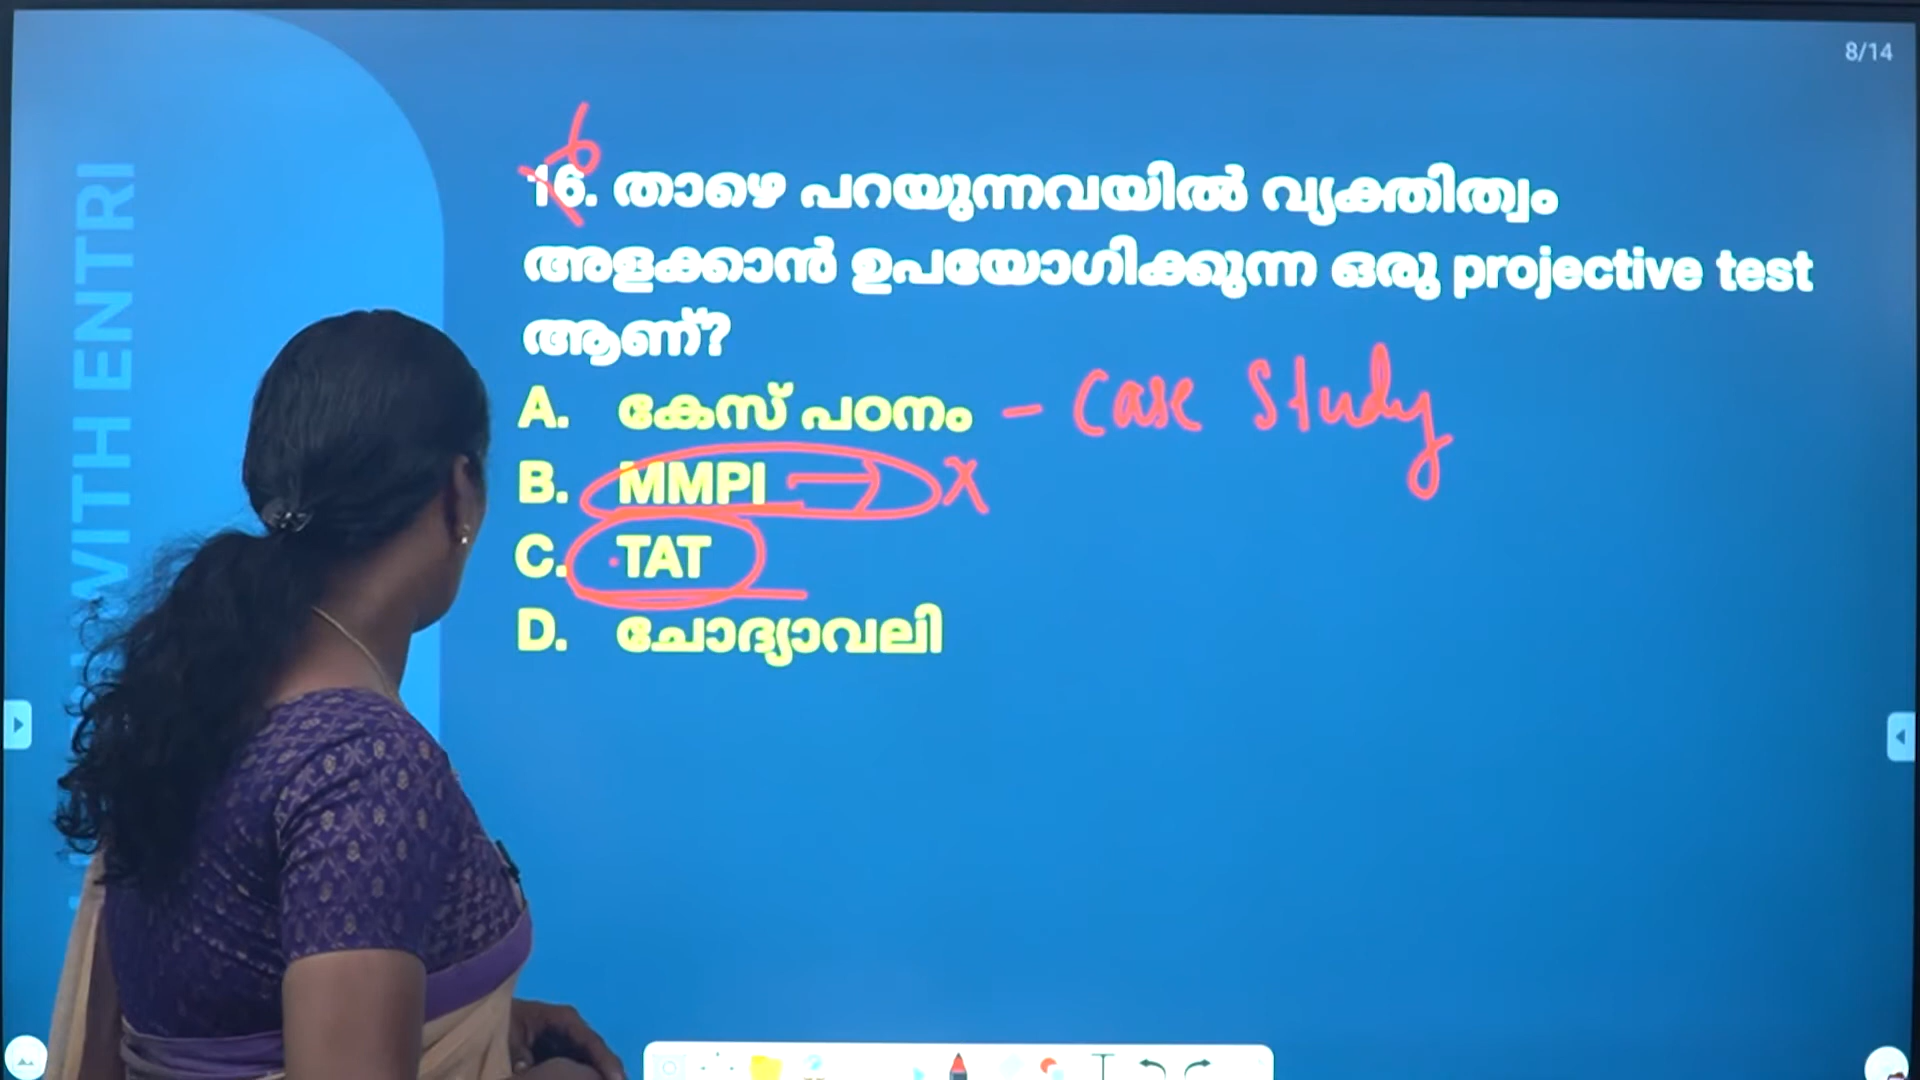 8/14
6
16. താഴെ പറയുന്നവയിൽ വ്യക്തിത്വം
അളക്കാൻ ഉപയോഗിക്കുന്ന ഒരു projective test
ആണ്?
A. കേസ് പഠനം - Case Study
B. MMPI → X
C. TAT
D. ചോദ്യാവലി
WITH ENTRI